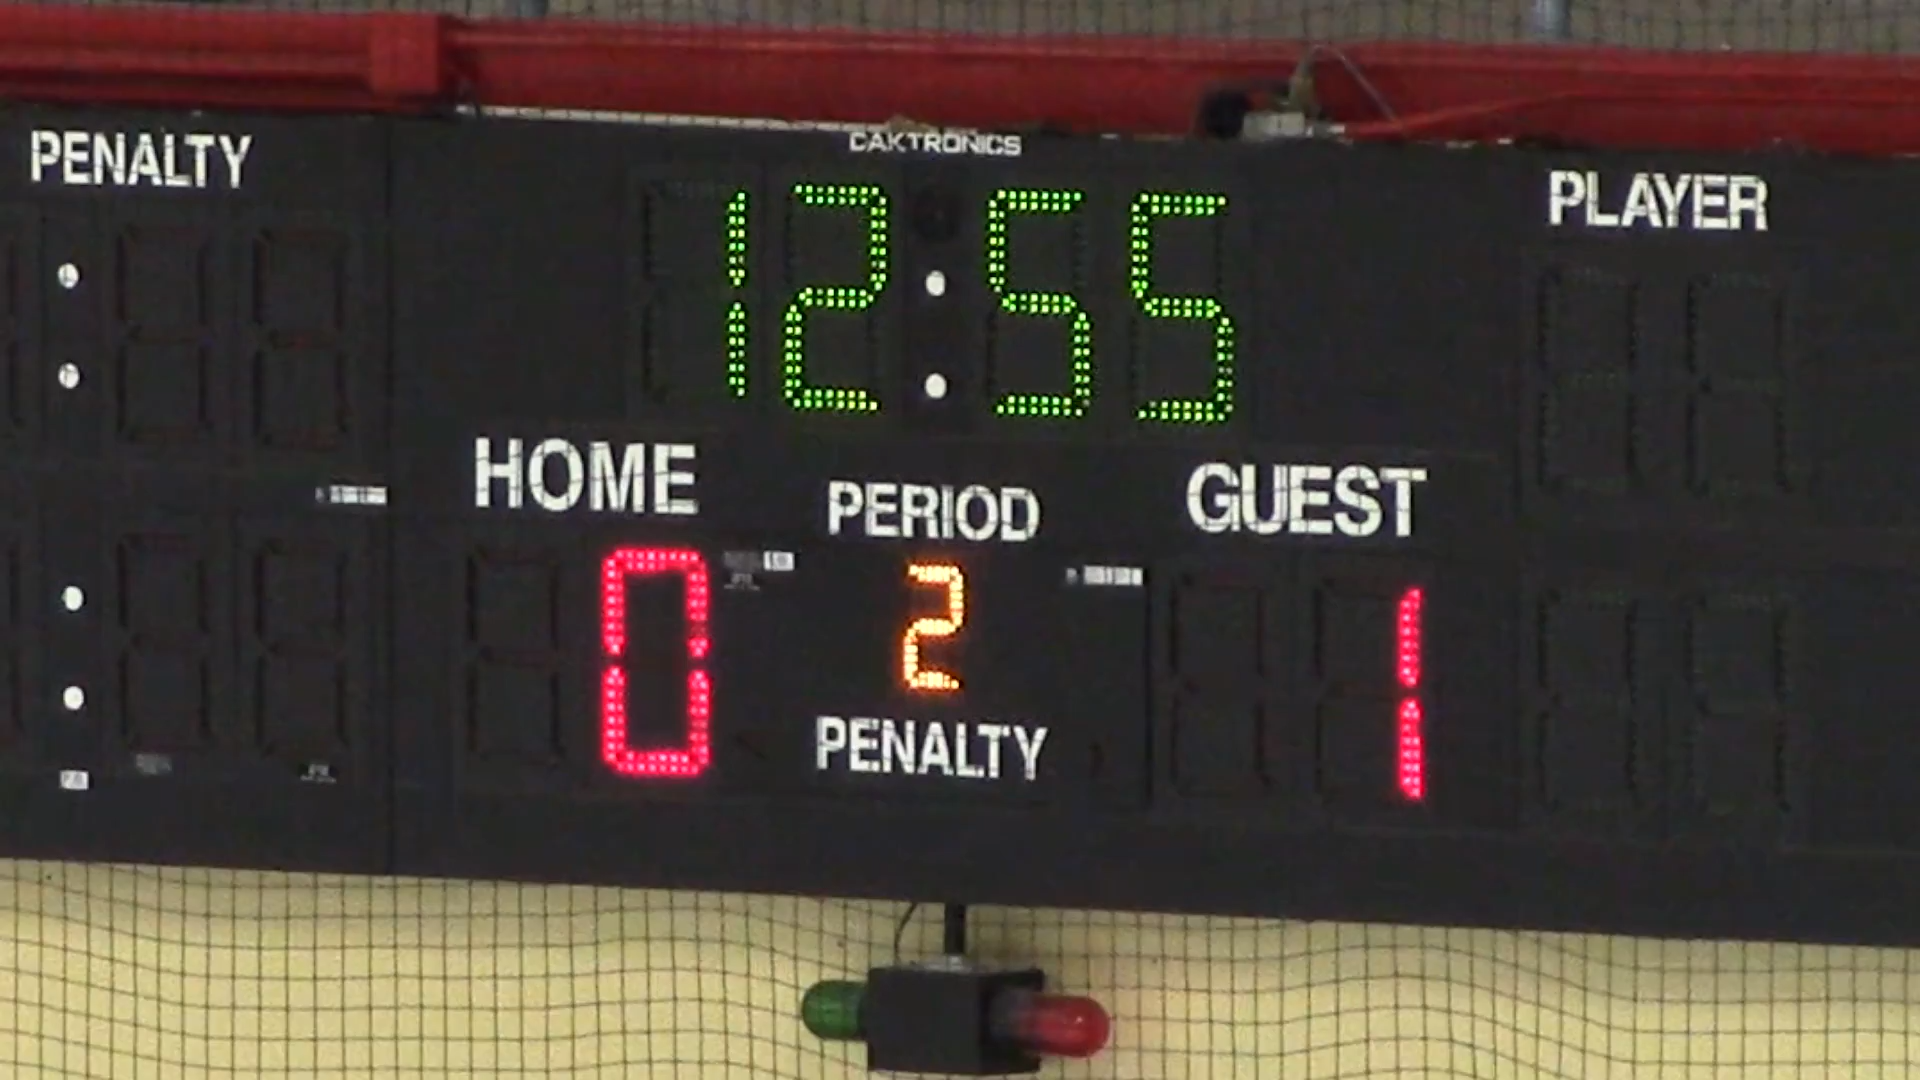 DAKTRONICS
PENALTY
PLAYER
12:55
HOME
PERIOD
GUEST
0
2
1
PENALTY